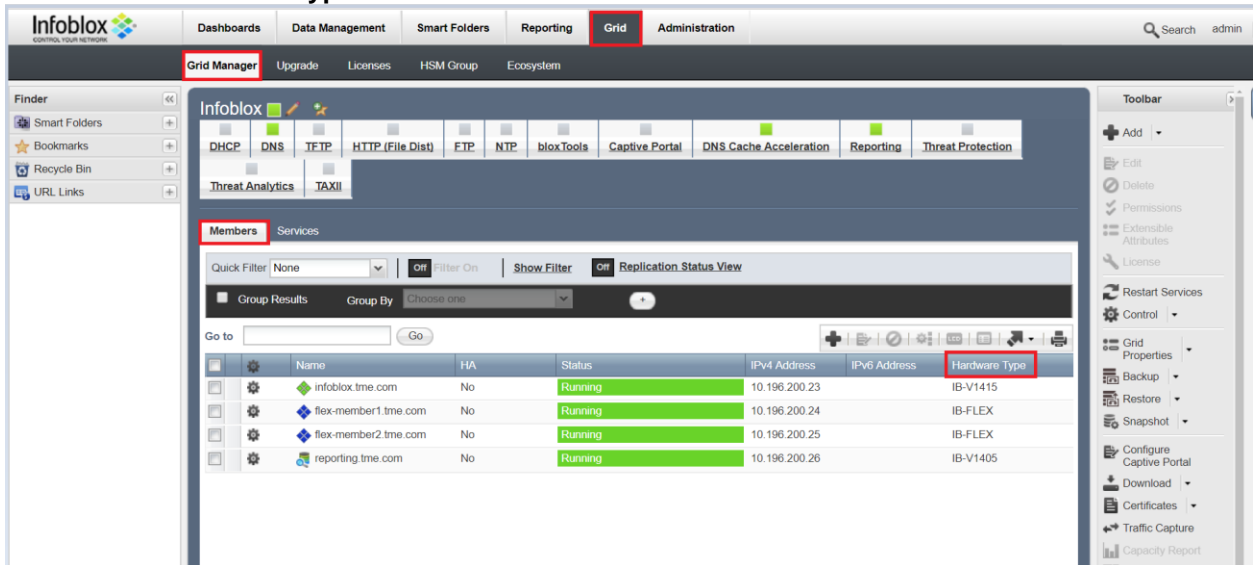 Infoblox
CONTROL YOUR NETWORK
Dashboards Data Management Smart Folders Reporting Grid Administration
Search admin
Grid Manager Upgrade Licenses HSM Group Ecosystem
Finder
Smart Folders
Bookmarks
Recycle Bin
URL Links
Infoblox
DHCP DNS TFTP HTTP (File Dist) FTP NTP bloxTools Captive Portal DNS Cache Acceleration Reporting Threat Protection
Threat Analytics TAXII
Members Services
Quick Filter None Off Filter On Show Filter Off Replication Status View
Group Results Group By Choose one
Go to Go
Name HA Status IPv4 Address IPv6 Address Hardware Type
infoblox.tme.com No Running 10.196.200.23 IB-V1415
flex-member1.tme.com No Running 10.196.200.24 IB-FLEX
flex-member2.tme.com No Running 10.196.200.25 IB-FLEX
reporting.tme.com No Running 10.196.200.26 IB-V1405
Toolbar
Add
Edit
Delete
Permissions
Extensible
Attributes
License
Restart Services
Control
Grid
Properties
Backup
Restore
Snapshot
Configure
Captive Portal
Download
Certificates
Traffic Capture
Capacity Report